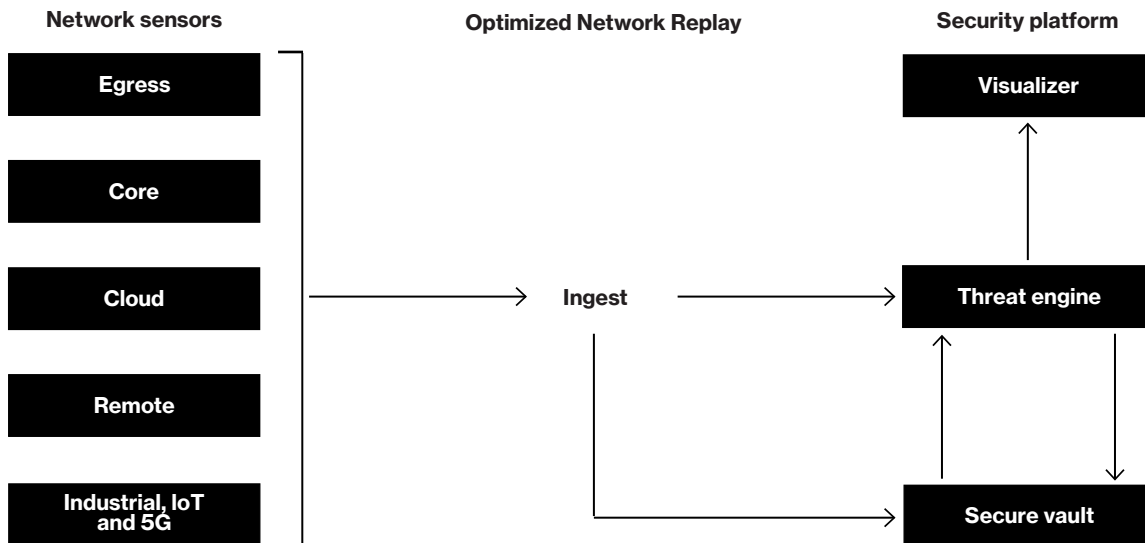 Network sensors
Optimized Network Replay
Security platform
Egress
Visualizer
Core
Cloud
Ingest
Threat engine
Remote
Industrial, IoT
and 5G
Secure vault